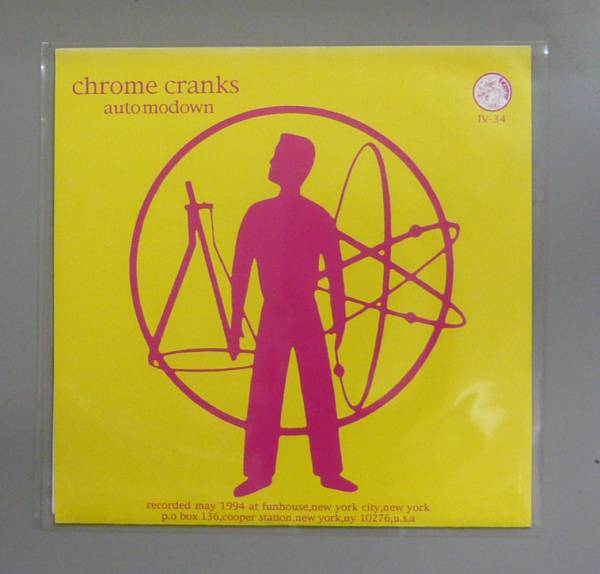 chrome cranks
automodown
IV-34
recorded may 1994 at funhouse,new york city,new york
p.o box 136,cooper station,new york,ny 10276,u.s.a